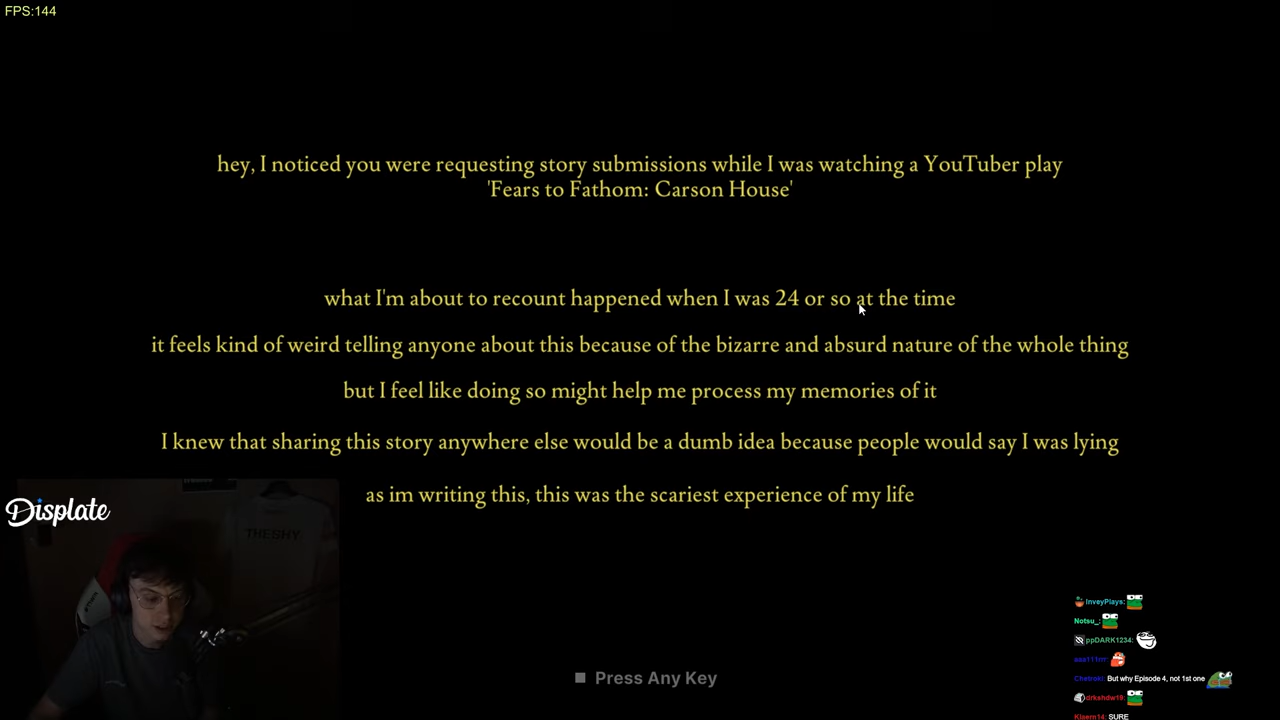 FPS:144
hey, I noticed you were requesting story submissions while I was watching a YouTuber play
'Fears to Fathom: Carson House'
what I'm about to recount happened when I was 24 or so at the time
it feels kind of weird telling anyone about this because of the bizarre and absurd nature of the whole thing
but I feel like doing so might help me process my memories of it
I knew that sharing this story anywhere else would be a dumb idea because people would say I was lying
as im writing this, this was the scariest experience of my life
Displate
THESHY
InveyPlays:
Notsu_:
ppDARK1234:
aaa111rrr
Chetroki: But why Episode 4, not 1st one
drkshdw19:
Klaern14: SURE
Press Any Key